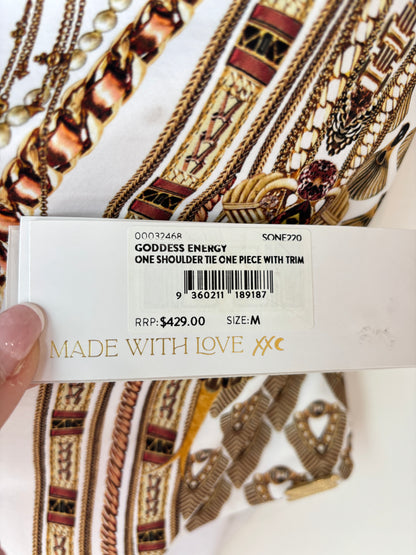 00032468 SONE220
GODDESS ENERGY
ONE SHOULDER TIE ONE PIECE WITH TRIM
9 360211 189187
RRP: $429.00 SIZE: M
MADE WITH LOVE XXC